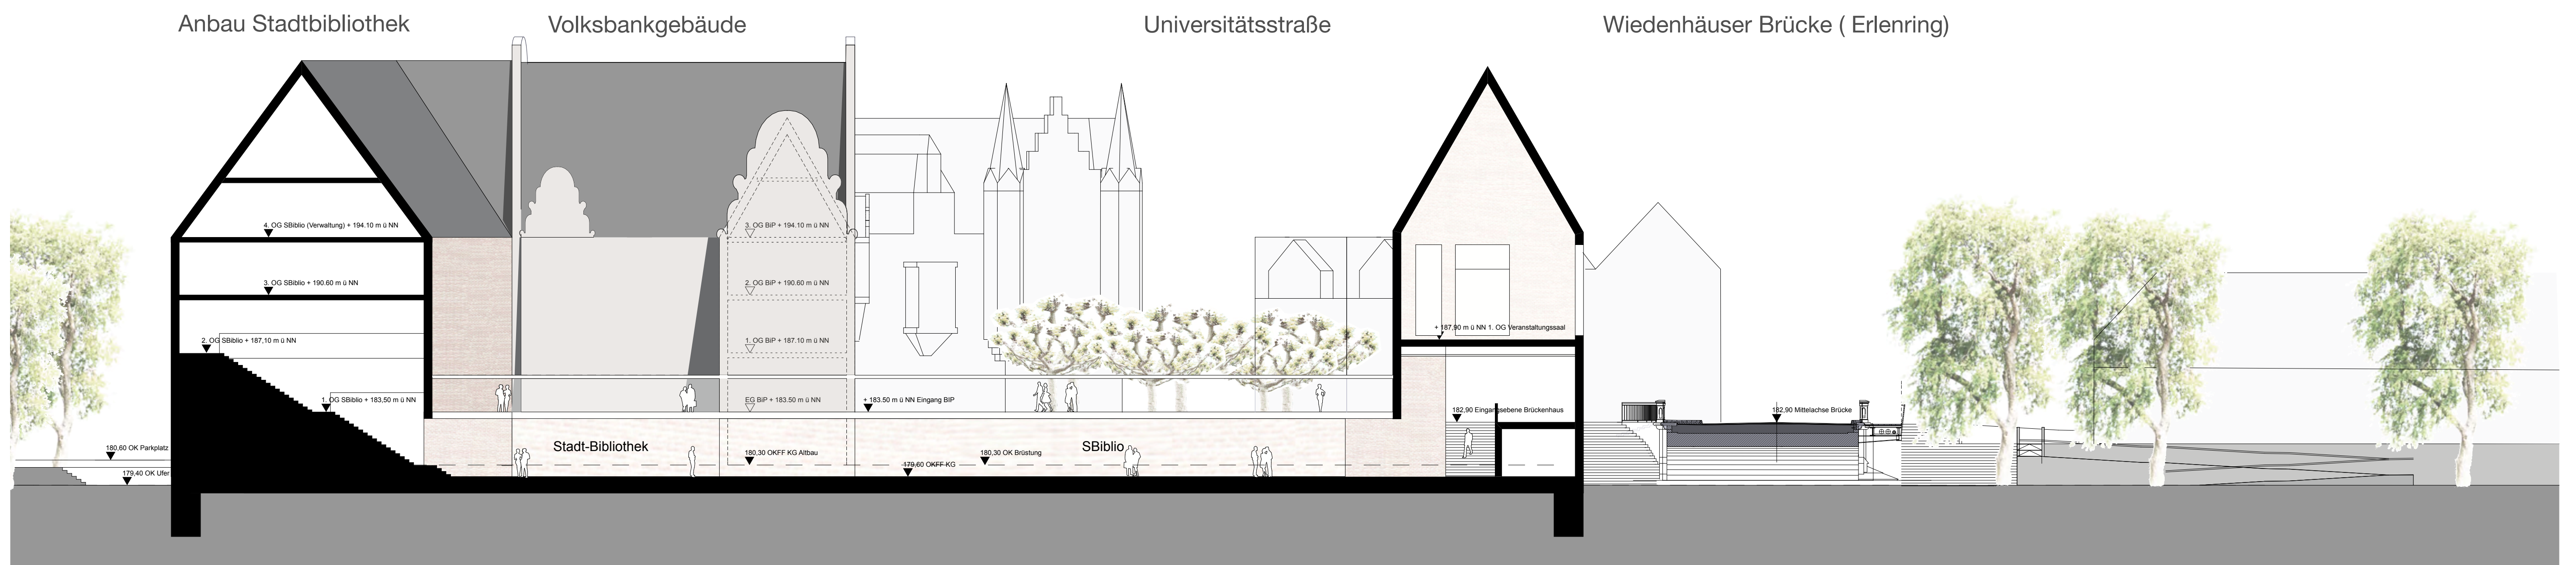 Anbau Stadtbibliothek
Volksbankgebäude
Universitätsstraße
Wiedenhäuser Brücke ( Erlenring)
4. OG SBiblio (Verwaltung) + 194.10 m ü NN
3. OG BiP + 194.10 m ü NN
3. OG SBiblio + 190.60 m ü NN
2. OG BiP + 190.60 m ü NN
+ 187,90 m ü NN 1. OG Veranstaltungssaal
2. OG SBiblio + 187,10 m ü NN
1. OG BiP + 187.10 m ü NN
1. OG SBiblio + 183,50 m ü NN
EG BiP + 183.50 m ü NN
+ 183.50 m ü NN Eingang BIP
182,90 Eingangsebene Brückenhaus
182,90 Mittelachse Brücke
180.60 OK Parkplatz
Stadt-Bibliothek
SBiblio
180,30 OKFF KG Altbau
180,30 OK Brüstung
179,60 OKFF KG
179,40 OK Ufer